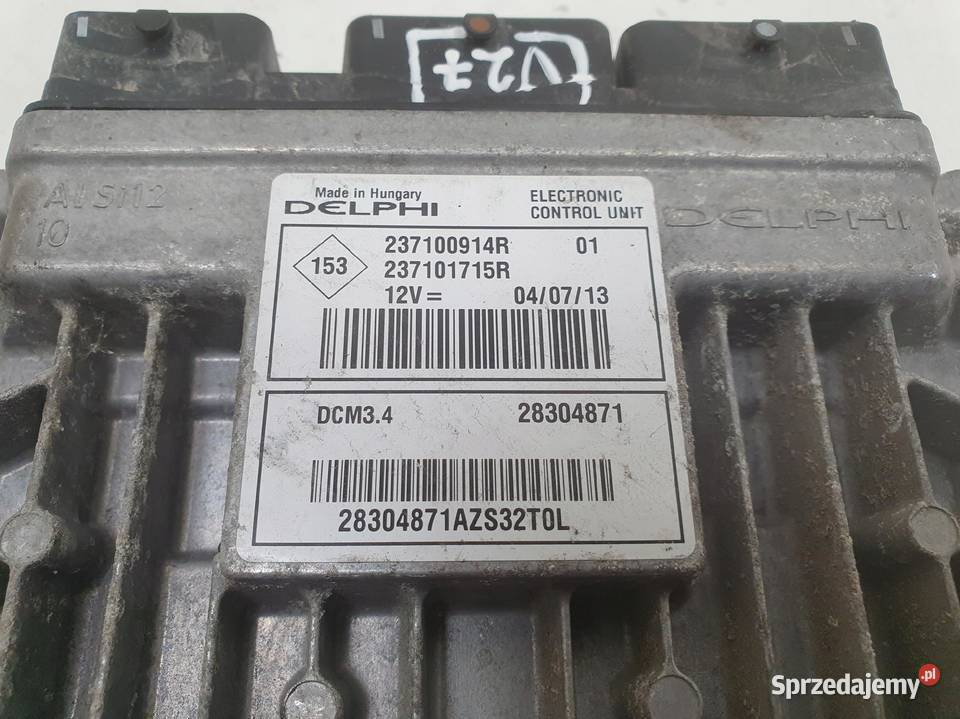 [V27]
Al Si12
10
DELPHI
Made in Hungary
DELPHI
ELECTRONIC
CONTROL UNIT
153
237100914R 01
237101715R
12V= 04/07/13
DCM3.4 28304871
28304871AZS32T0L
Sprzedajemy.pl